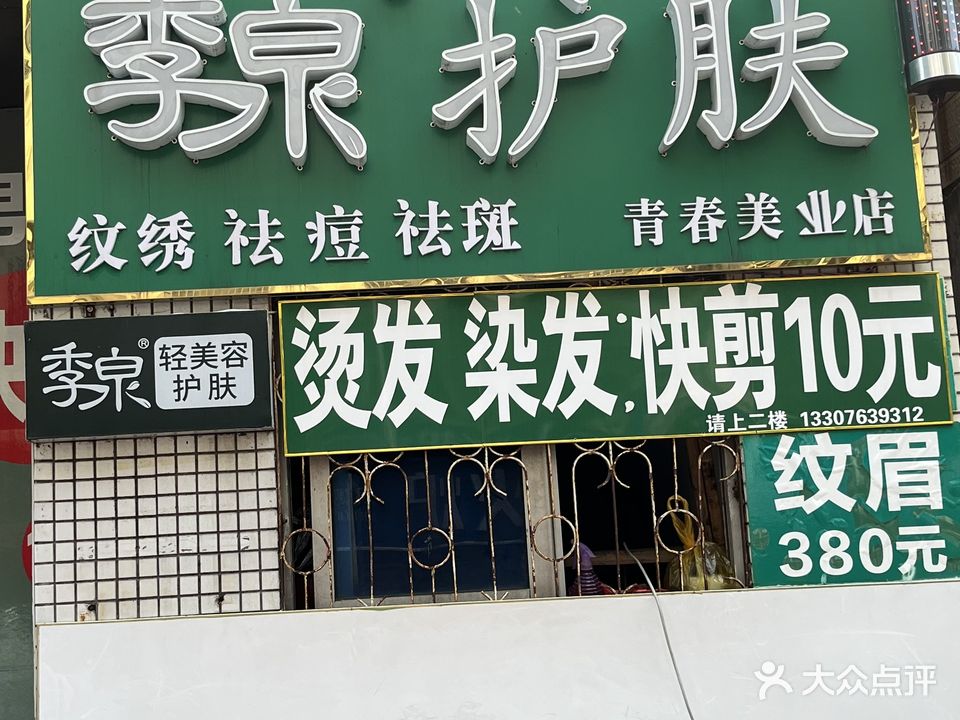 季泉护肤
纹绣 祛痘 祛斑 青春美业店
季泉® 轻美容
护肤
烫发 染发, 快剪10元
请上二楼 13307639312
纹眉
380元
大众点评